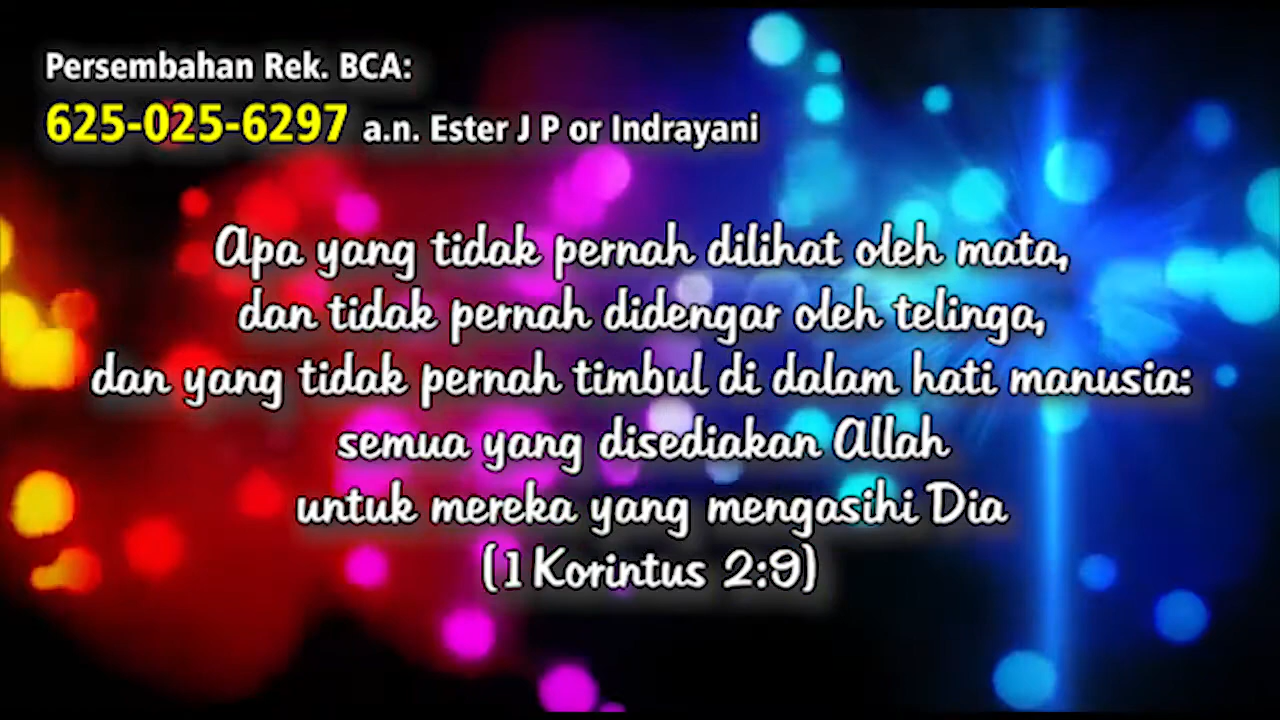 Persembahan Rek. BCA:
625-025-6297 a.n. Ester J P or Indrayani
Apa yang tidak pernah dilihat oleh mata,
dan tidak pernah didengar oleh telinga,
dan yang tidak pernah timbul di dalam hati manusia:
semua yang disediakan Allah
untuk mereka yang mengasihi Dia
(1 Korintus 2:9)